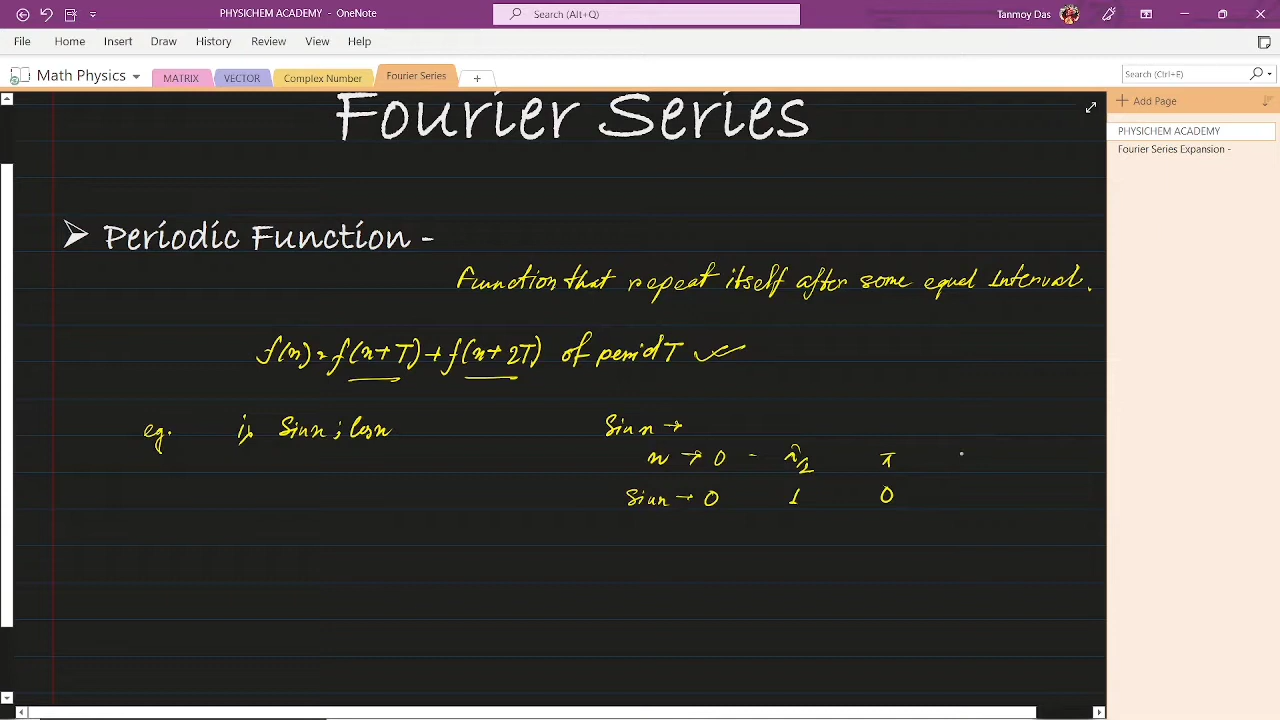 PHYSICHEM ACADEMY - OneNote
Search (Alt+Q)
Tanmoy Das
File Home Insert Draw History Review View Help
Math Physics MATRIX VECTOR Complex Number Fourier Series +
Search (Ctrl+E)
Add Page
PHYSICHEM ACADEMY
Fourier Series Expansion -
Fourier Series
➢ Periodic Function -
Function that repeat itself after some equal Interval.
f(x) = f(x+T) + f(x+2T) of period T ✓
eg. i) Sinx ; Cosx
Sinx →
x → 0 - π/2 π
Sinx → 0 1 0